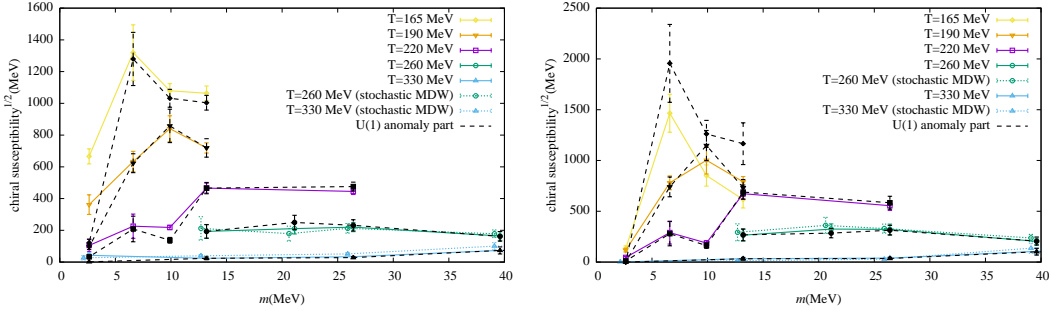 1600
1400
1200
1000
800
600
400
200
0
0 5 10 15 20 25 30 35 40
chiral susceptibility^1/2 (MeV)
m(MeV)
T=165 MeV
T=190 MeV
T=220 MeV
T=260 MeV
T=330 MeV
T=260 MeV (stochastic MDW)
T=330 MeV (stochastic MDW)
U(1) anomaly part
2500
2000
1500
1000
500
0
0 5 10 15 20 25 30 35 40
chiral susceptibility^1/2 (MeV)
m(MeV)
T=165 MeV
T=190 MeV
T=220 MeV
T=260 MeV
T=260 MeV (stochastic MDW)
T=330 MeV
T=330 MeV (stochastic MDW)
U(1) anomaly part